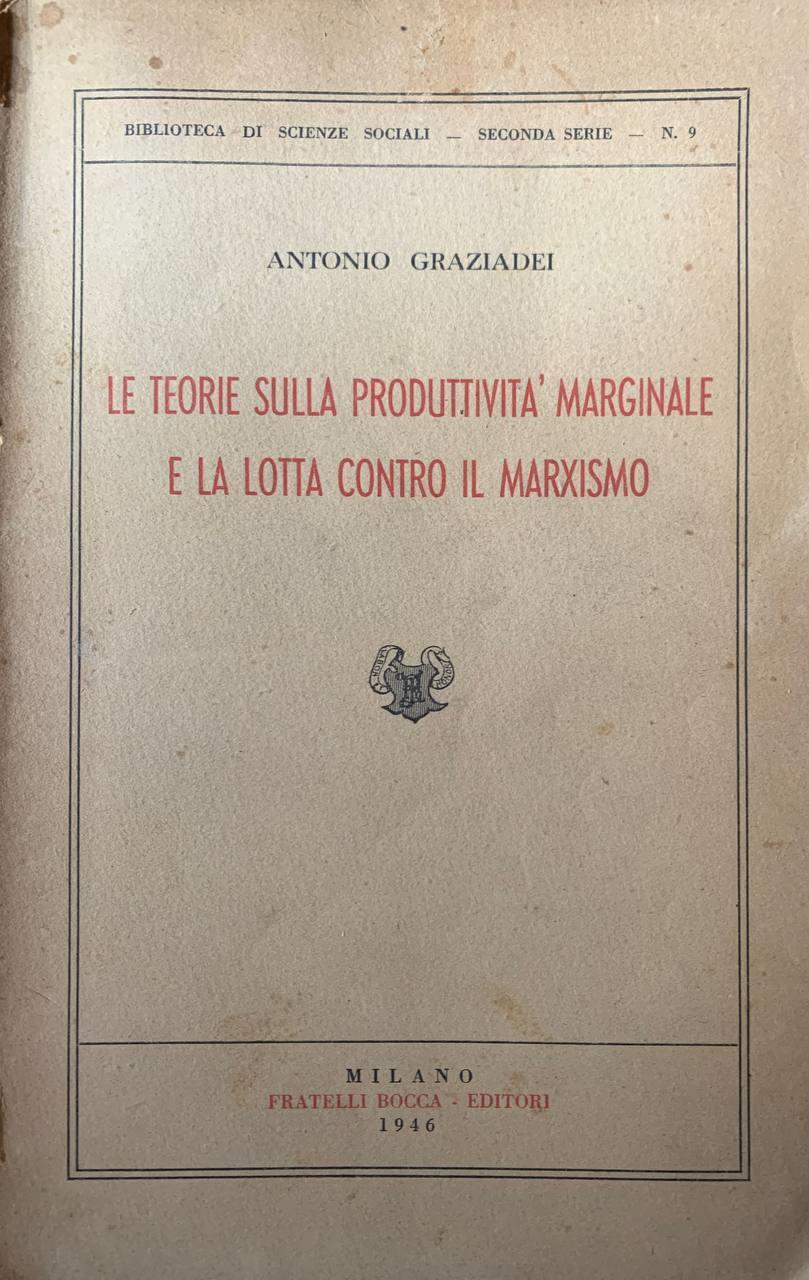 BIBLIOTECA DI SCIENZE SOCIALI — SECONDA SERIE — N. 9
ANTONIO GRAZIADEI
LE TEORIE SULLA PRODUTTIVITA' MARGINALE
E LA LOTTA CONTRO IL MARXISMO
LABOR
MILANO
FRATELLI BOCCA - EDITORI
1946